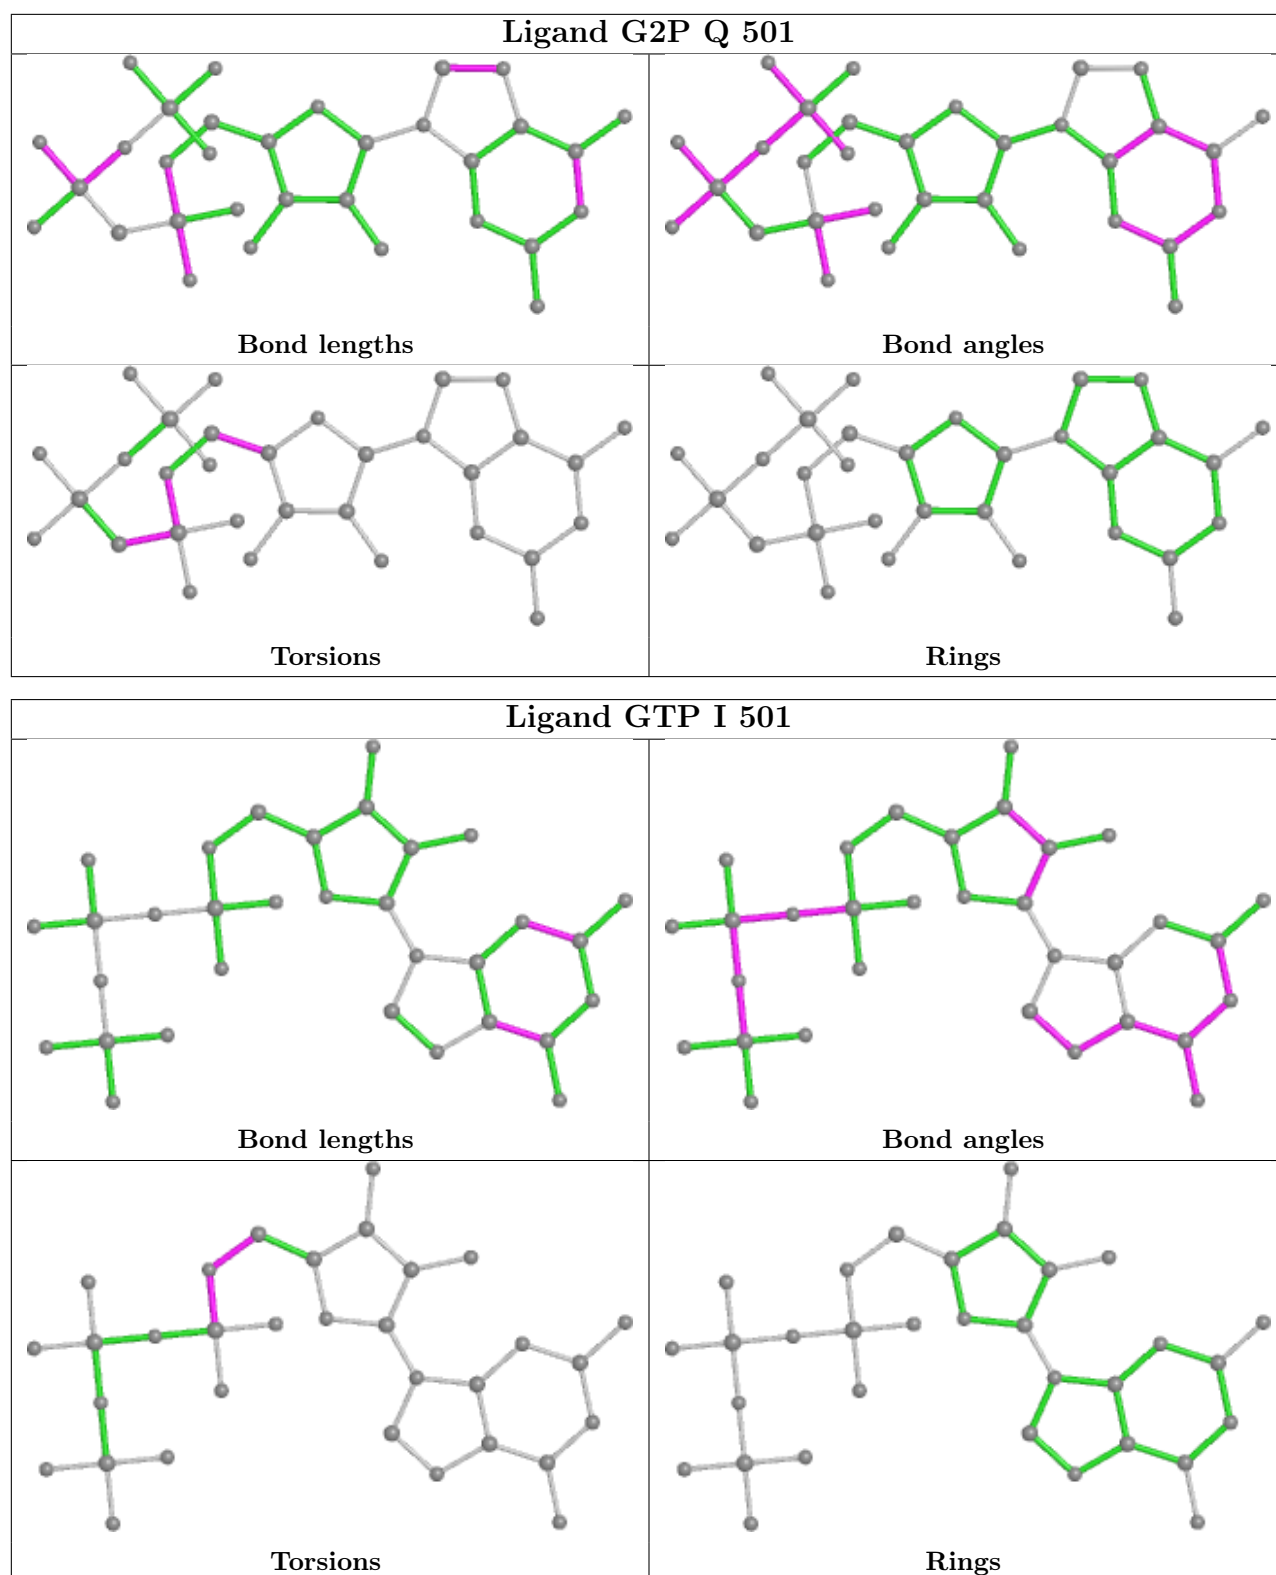 Ligand G2P Q 501
Bond lengths
Bond angles
Torsions
Rings
Ligand GTP I 501
Bond lengths
Bond angles
Torsions
Rings